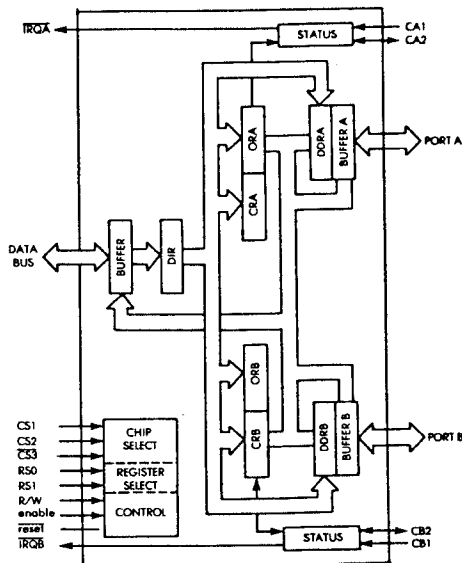 IRQA
STATUS
CA1
CA2
ORA
CRA
DDRA
BUFFER A
PORT A
DATA
BUS
BUFFER
DIR
ORB
CRB
DDRB
BUFFER B
PORT B
CS1
CS2
CS3
RS0
RS1
R/W
enable
reset
IRQB
CHIP
SELECT
REGISTER
SELECT
CONTROL
STATUS
CB2
CB1